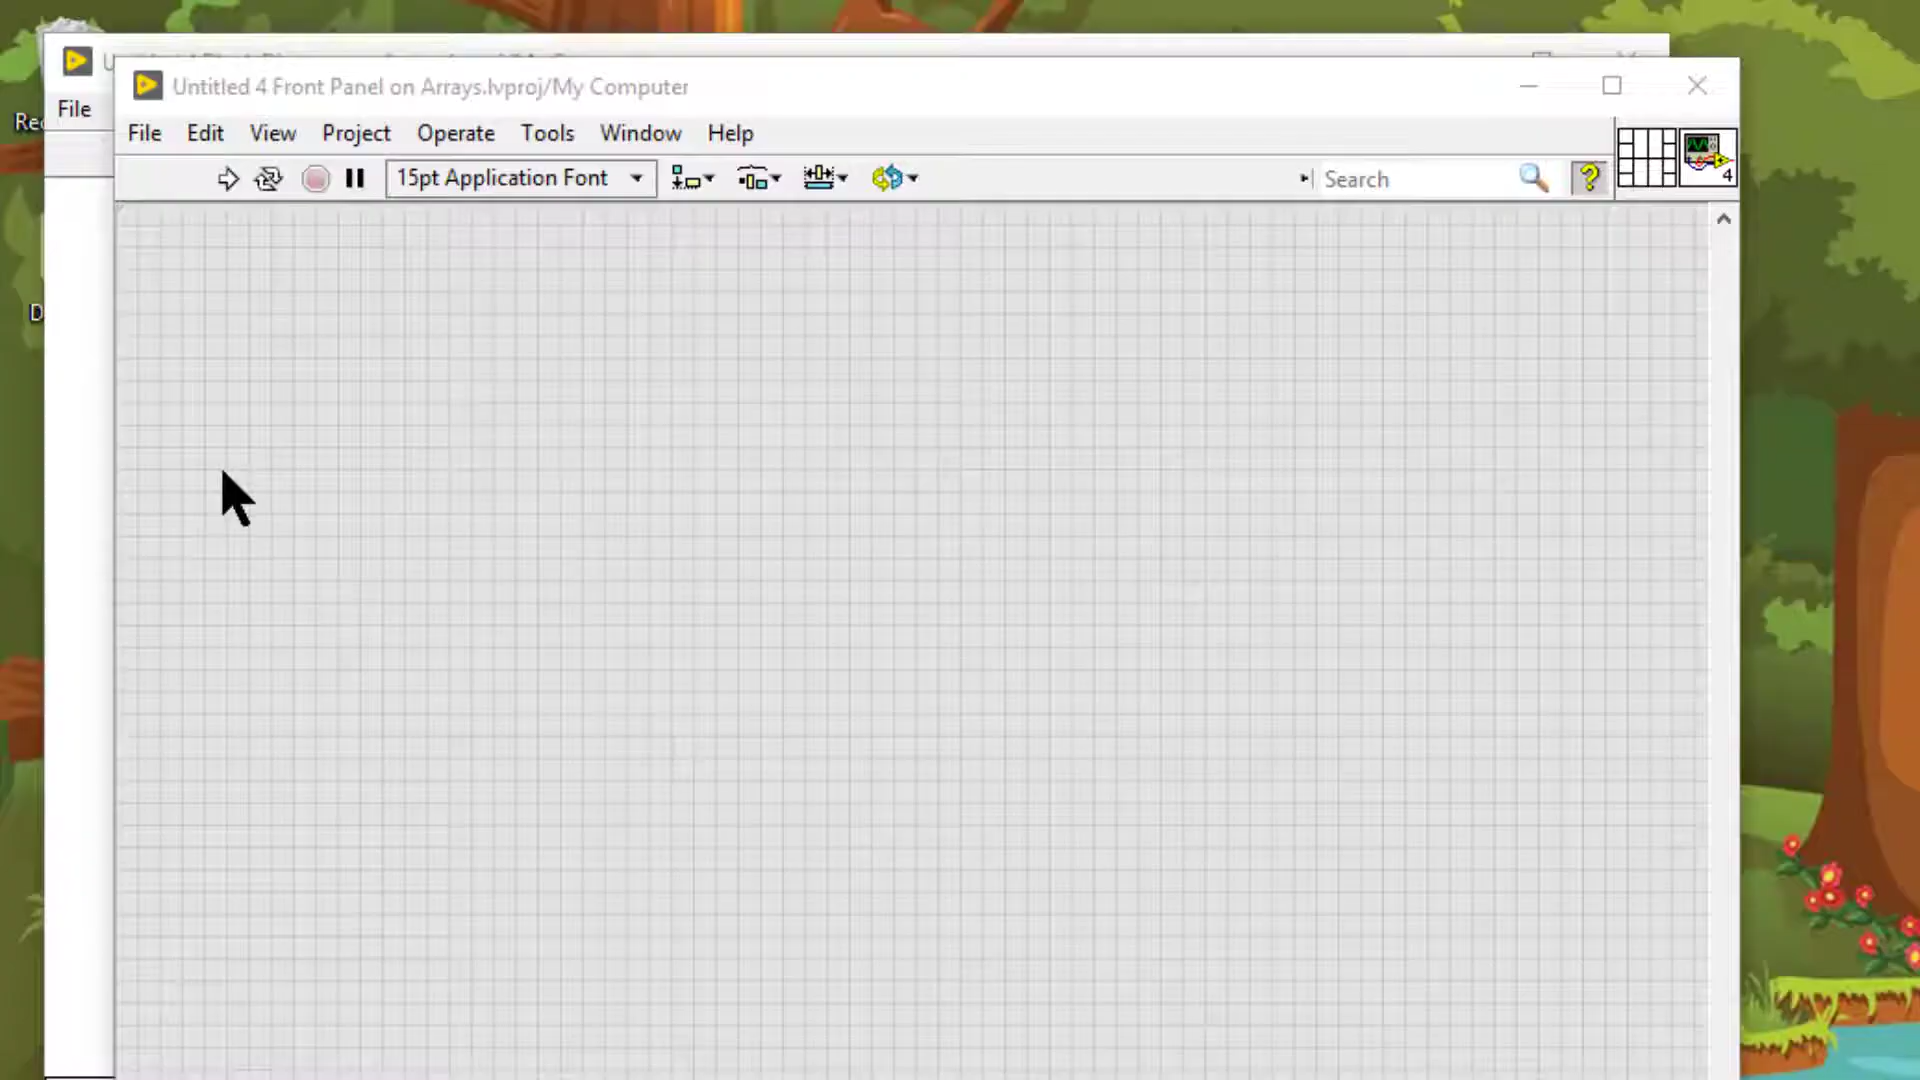 Untitled 4 Front Panel on Arrays.lvproj/My Computer
File
File Edit View Project Operate Tools Window Help
15pt Application Font
Search
?
4
Rec
D